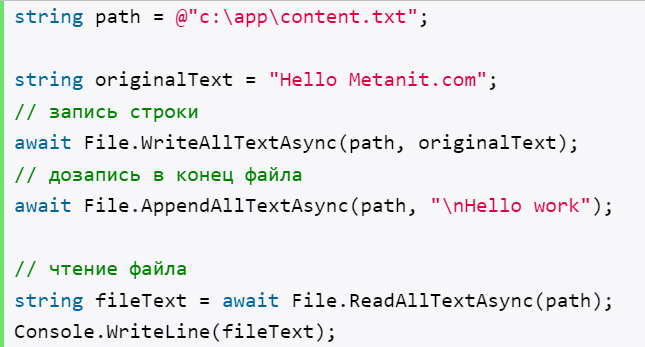 string path = @"c:\app\content.txt";
string originalText = "Hello Metanit.com";
// запись строки
await File.WriteAllTextAsync(path, originalText);
// дозапись в конец файла
await File.AppendAllTextAsync(path, "\nHello work");
// чтение файла
string fileText = await File.ReadAllTextAsync(path);
Console.WriteLine(fileText);